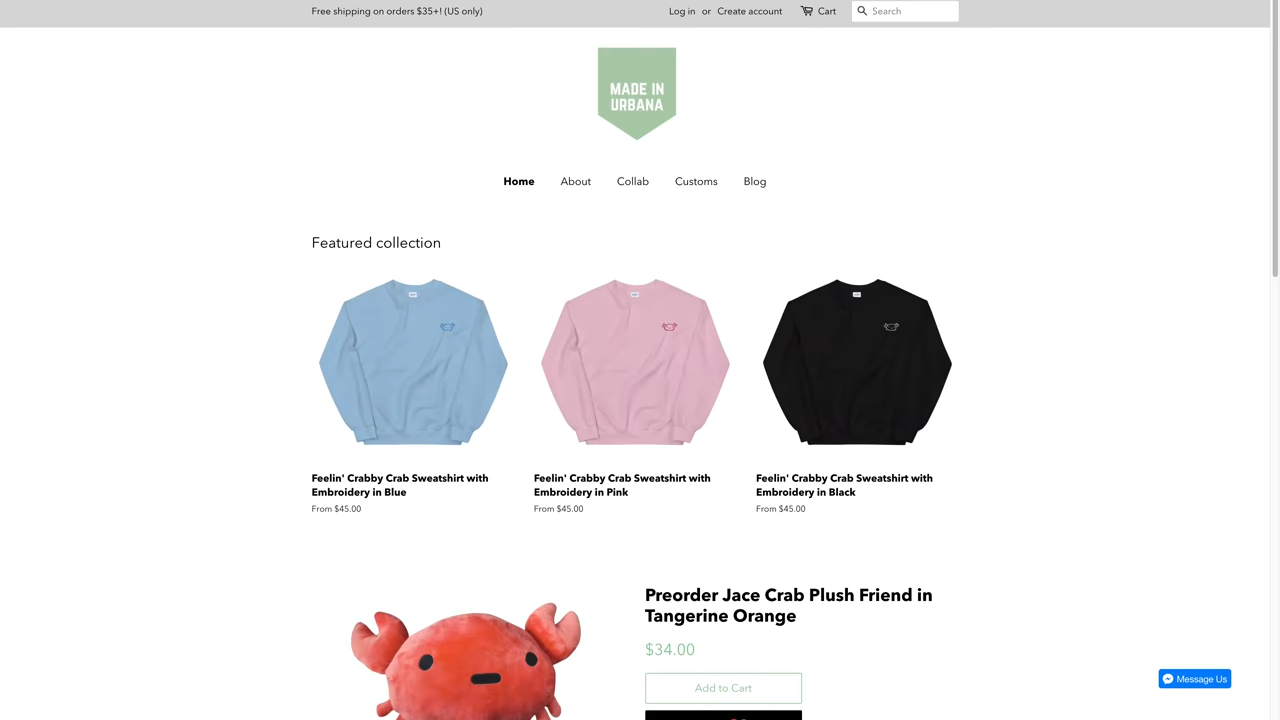 Free shipping on orders $35+! (US only)
Log in or Create account Cart Search
MADE IN
URBANA
Home About Collab Customs Blog
Featured collection
Feelin' Crabby Crab Sweatshirt with
Embroidery in Blue
From $45.00
Feelin' Crabby Crab Sweatshirt with
Embroidery in Pink
From $45.00
Feelin' Crabby Crab Sweatshirt with
Embroidery in Black
From $45.00
Preorder Jace Crab Plush Friend in
Tangerine Orange
$34.00
Add to Cart
Message Us